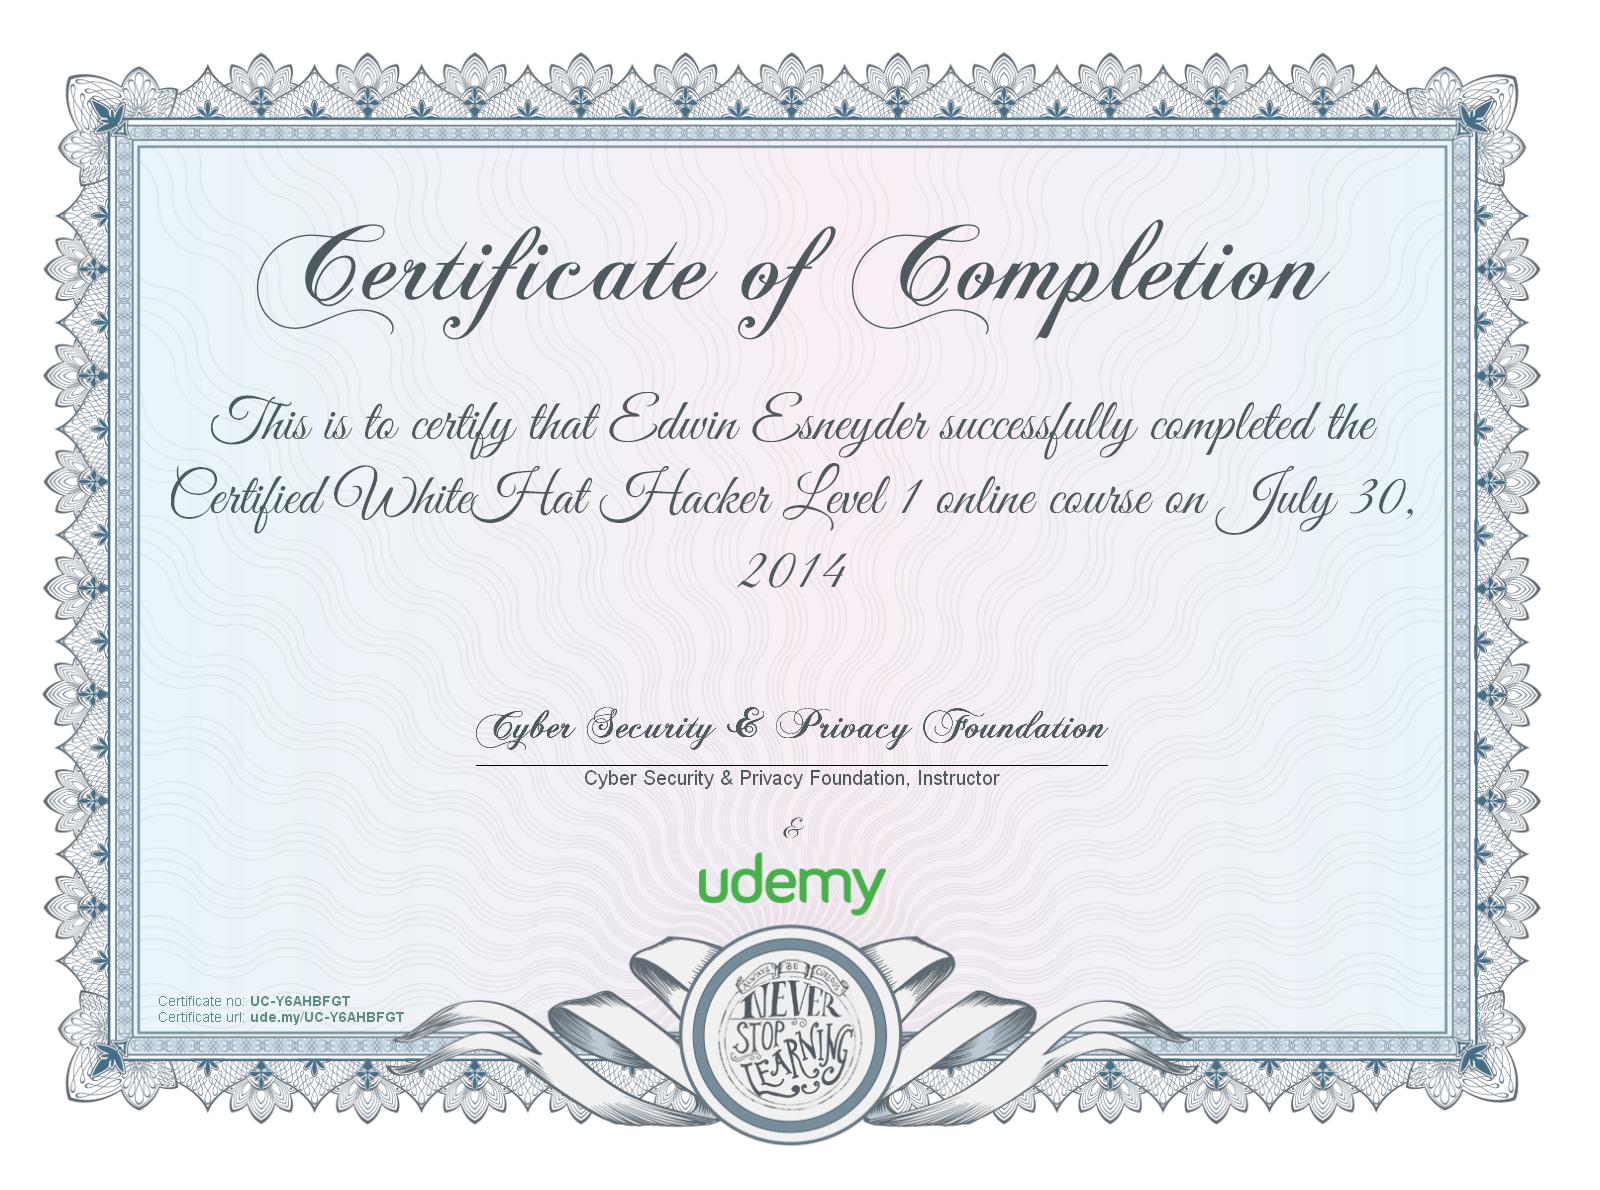 Certificate of Completion
This is to certify that Edwin Esneyder successfully completed the
Certified WhiteHat Hacker Level 1 online course on July 30,
2014
Cyber Security & Privacy Foundation
Cyber Security & Privacy Foundation, Instructor
&
udemy
ALWAYS BE CURIOUS
NEVER
STOP
LEARNING
Certificate no: UC-Y6AHBFGT
Certificate url: ude.my/UC-Y6AHBFGT